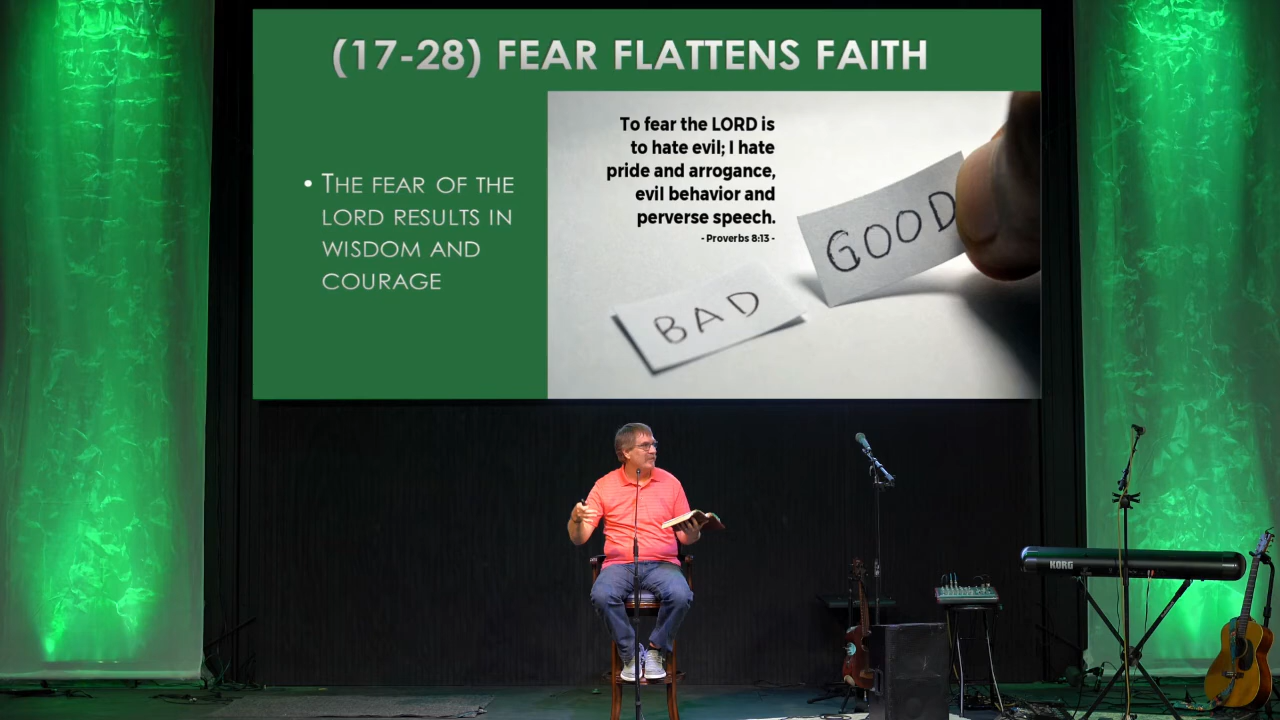 (17-28) FEAR FLATTENS FAITH
• THE FEAR OF THE
LORD RESULTS IN
WISDOM AND
COURAGE
To fear the LORD is
to hate evil; I hate
pride and arrogance,
evil behavior and
perverse speech.
- Proverbs 8:13 -
GOOD
BAD
KORG